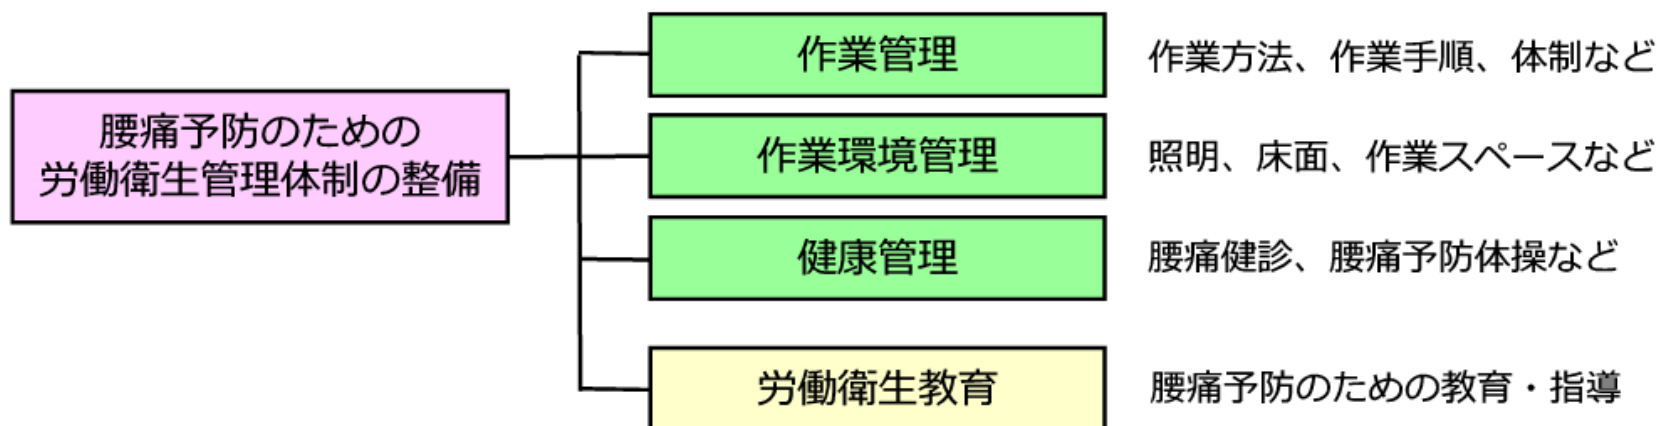 腰痛予防のための
労働衛生管理体制の整備
作業管理
作業方法、作業手順、体制など
作業環境管理
照明、床面、作業スペースなど
健康管理
腰痛健診、腰痛予防体操など
労働衛生教育
腰痛予防のための教育・指導